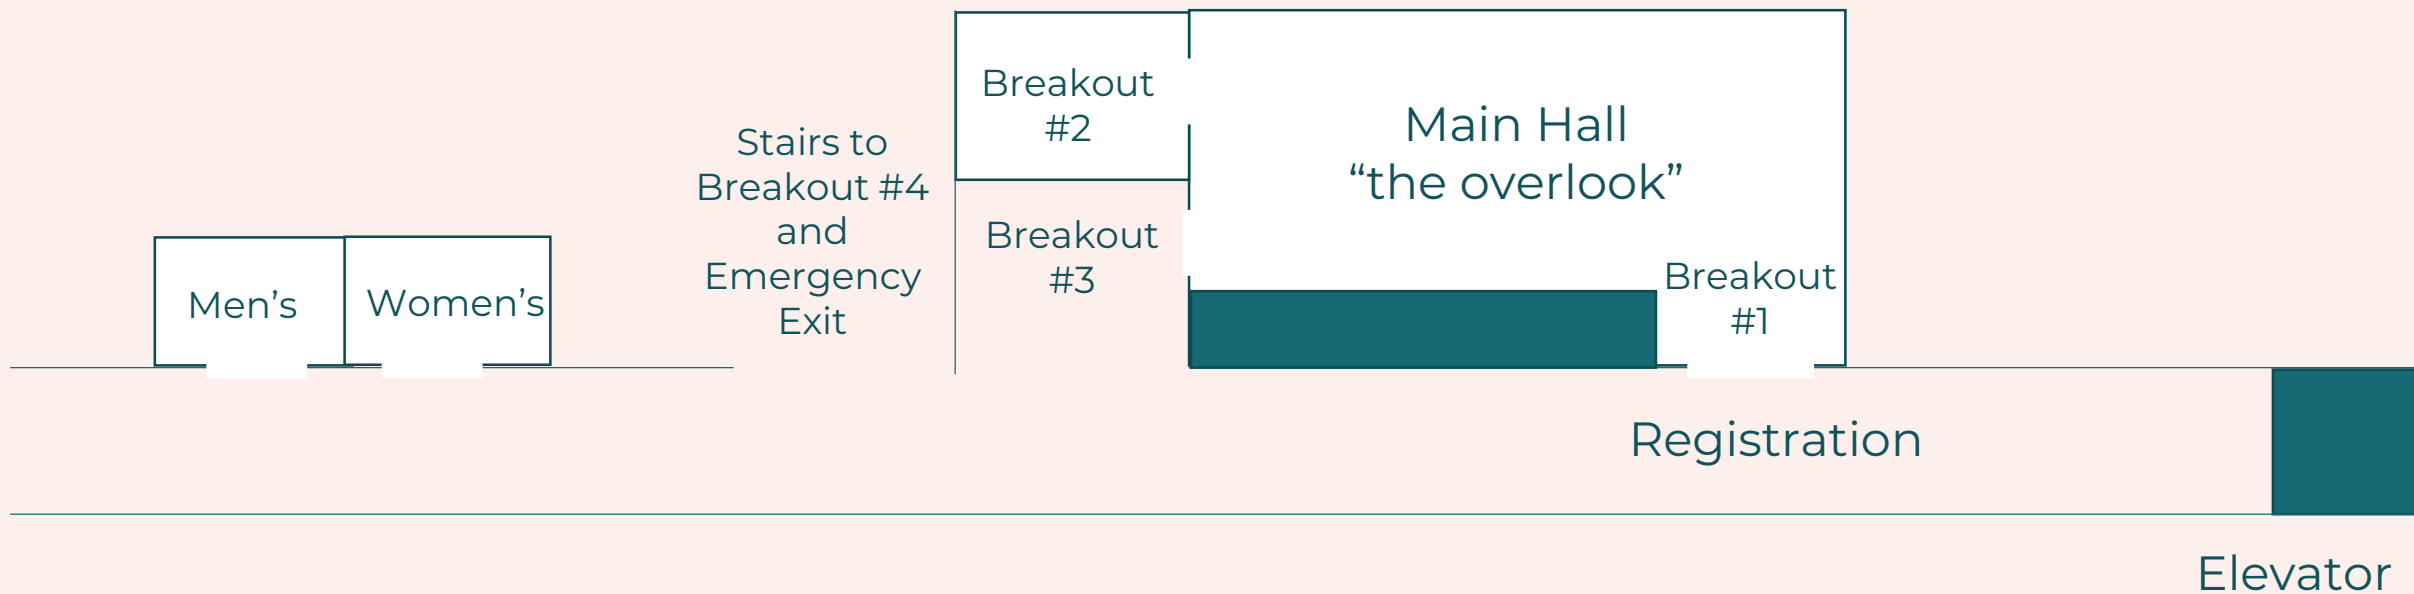 Breakout
#2
Main Hall
“the overlook”
Stairs to
Breakout #4
and
Emergency
Exit
Breakout
#3
Breakout
#1
Men’s
Women’s
Registration
Elevator